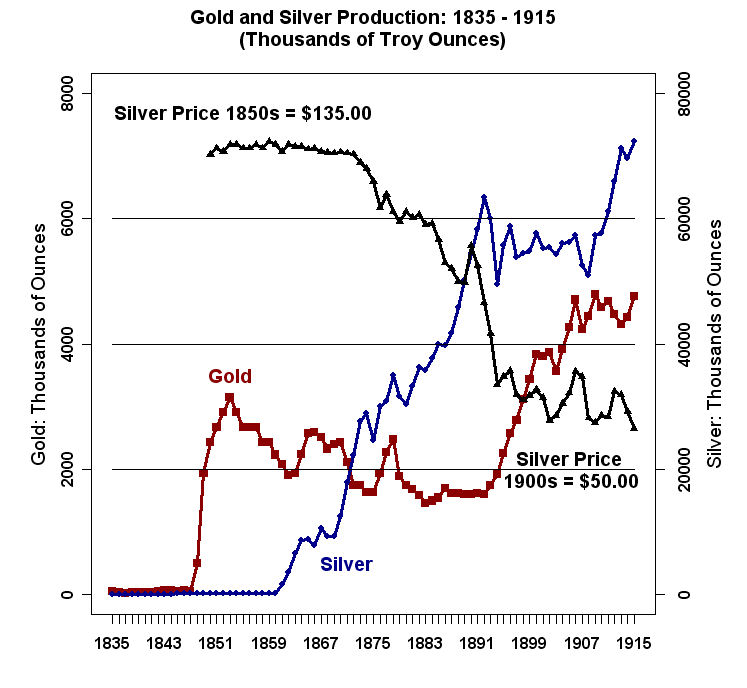 Gold and Silver Production: 1835 - 1915
(Thousands of Troy Ounces)
8000
80000
Silver Price 1850s = $135.00
6000
60000
Gold: Thousands of Ounces
Silver: Thousands of Ounces
4000
40000
Gold
2000
20000
Silver Price
1900s = $50.00
Silver
0
0
1835 1843 1851 1859 1867 1875 1883 1891 1899 1907 1915